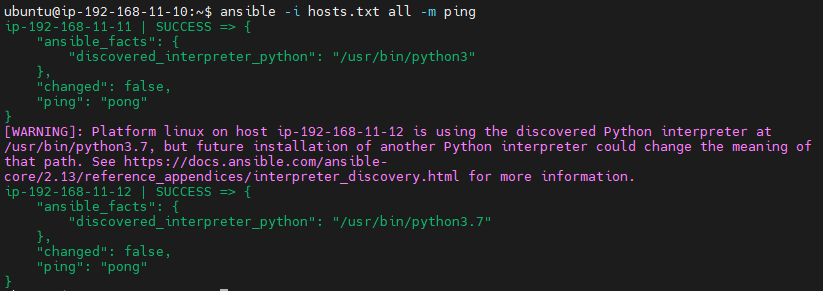 ubuntu@ip-192-168-11-10:~$ ansible -i hosts.txt all -m ping
ip-192-168-11-11 | SUCCESS => {
    "ansible_facts": {
        "discovered_interpreter_python": "/usr/bin/python3"
    },
    "changed": false,
    "ping": "pong"
}
[WARNING]: Platform linux on host ip-192-168-11-12 is using the discovered Python interpreter at
/usr/bin/python3.7, but future installation of another Python interpreter could change the meaning of
that path. See https://docs.ansible.com/ansible-
core/2.13/reference_appendices/interpreter_discovery.html for more information.
ip-192-168-11-12 | SUCCESS => {
    "ansible_facts": {
        "discovered_interpreter_python": "/usr/bin/python3.7"
    },
    "changed": false,
    "ping": "pong"
}